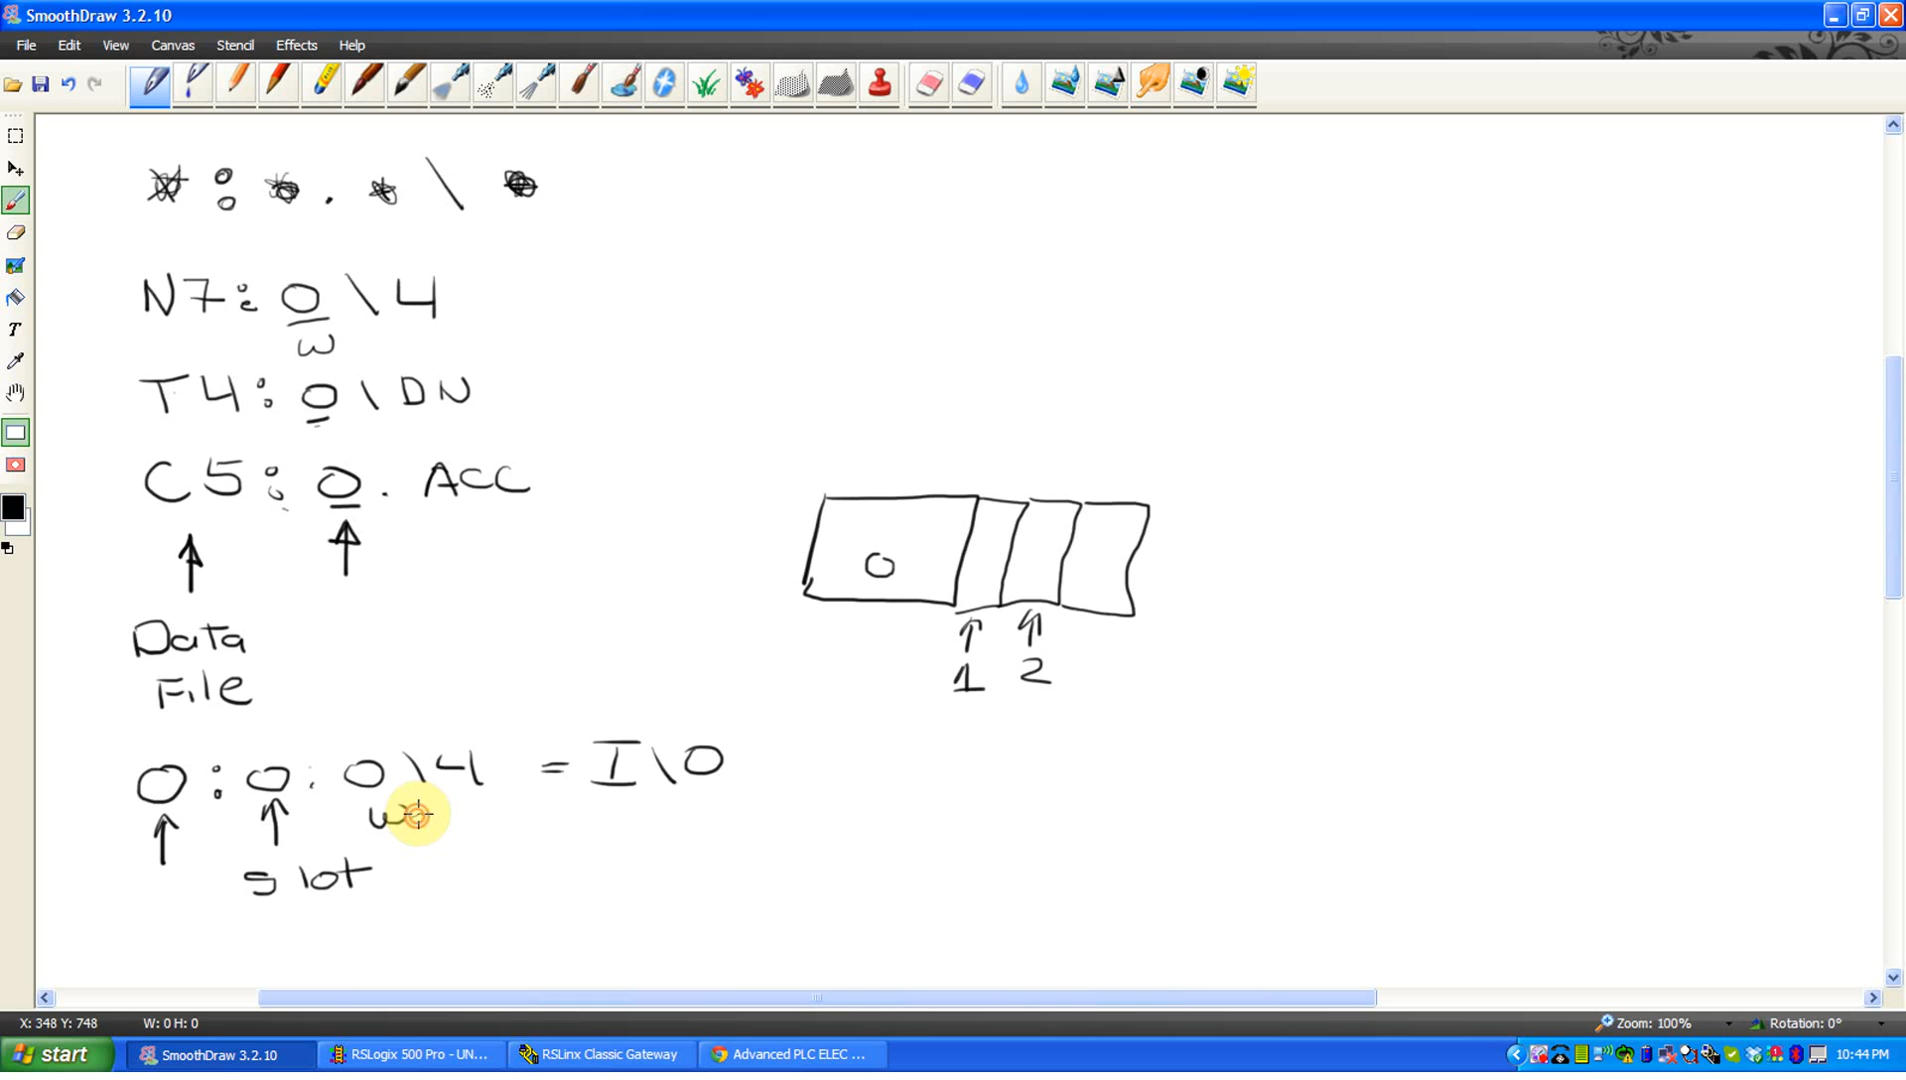 SmoothDraw 3.2.10
File Edit View Canvas Stencil Effects Help
* : * . * \ *
N7:0\4
w
T4:0\DN
C5:0.ACC
0
1 2
Data
File
O:0.0\4 = I\O
w
slot
X: 348 Y: 748 W: 0 H: 0 Zoom: 100% Rotation: 0°
start SmoothDraw 3.2.10 RSLogix 500 Pro - UN... RSLinx Classic Gateway Advanced PLC ELEC ... 10:44 PM